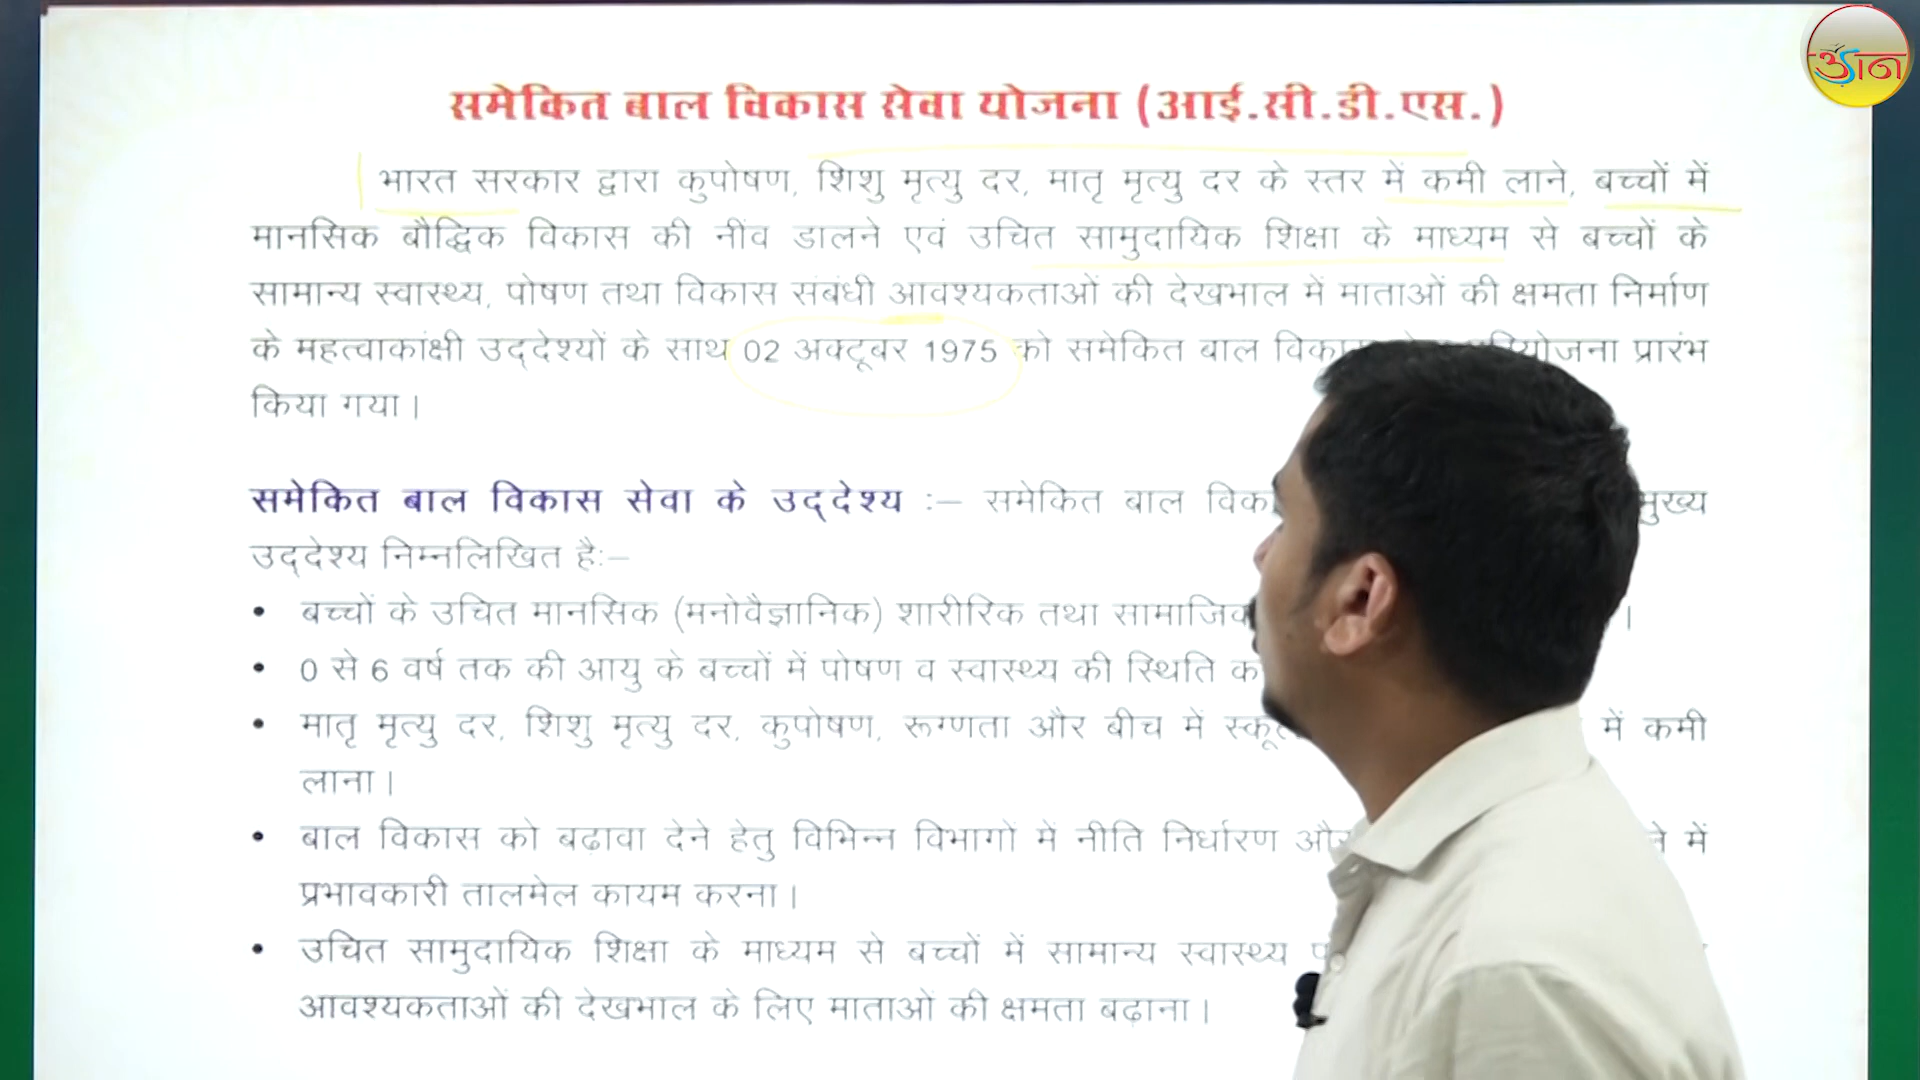 उड़ान
समेकित बाल विकास सेवा योजना (आई.सी.डी.एस.)
भारत सरकार द्वारा कुपोषण, शिशु मृत्यु दर, मातृ मृत्यु दर के स्तर में कमी लाने, बच्चों में
मानसिक बौद्धिक विकास की नींव डालने एवं उचित सामुदायिक शिक्षा के माध्यम से बच्चों के
सामान्य स्वास्थ्य, पोषण तथा विकास संबंधी आवश्यकताओं की देखभाल में माताओं की क्षमता निर्माण
के महत्वाकांक्षी उद्देश्यों के साथ 02 अक्टूबर 1975 को समेकित बाल प्रारंभ
किया गया।
समेकित बाल विकास सेवा के उद्देश्य :– समेकित बाल मुख्य
उद्देश्य निम्नलिखित है:–
• बच्चों के उचित मानसिक (मनोवैज्ञानिक) शारीरिक तथा ।
• 0 से 6 वर्ष तक की आयु के बच्चों में पोषण व स्वास्थ्य की स्थिति
• मातृ मृत्यु दर, शिशु मृत्यु दर, कुपोषण, रूग्णता और बीच में में कमी
लाना।
• बाल विकास को बढ़ावा देने हेतु विभिन्न विभागों में नीति निर्धारण में
प्रभावकारी तालमेल कायम करना।
• उचित सामुदायिक शिक्षा के माध्यम से बच्चों में सामान्य स्वास्थ्य
आवश्यकताओं की देखभाल के लिए माताओं की क्षमता बढ़ाना।